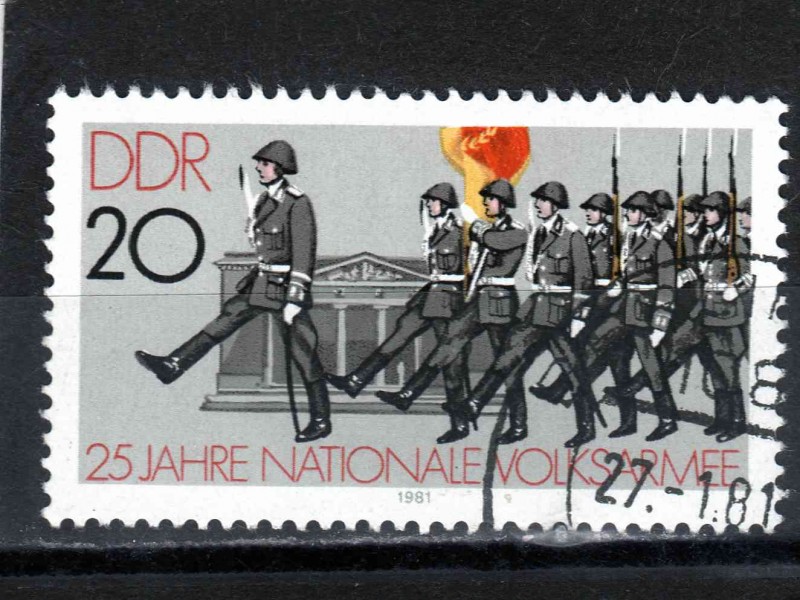 DDR
20
25 JAHRE NATIONALE VOLKSARMEE
1981
27.-1.81